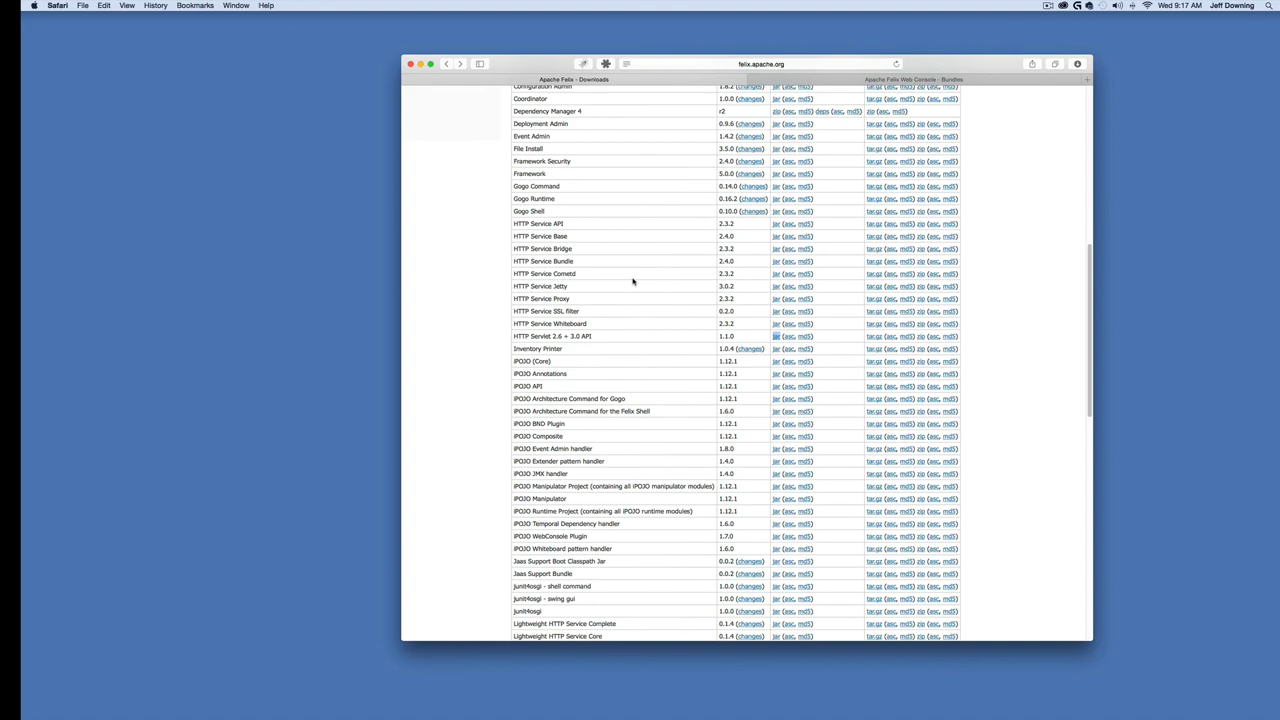 Safari File Edit View History Bookmarks Window Help Wed 9:17 AM Jeff Downing
felix.apache.org
Apache Felix - Downloads Apache Felix Web Console - Bundles
Configuration Admin 1.8.2 (changes) jar (asc, md5) tar.gz (asc, md5) zip (asc, md5)
Coordinator 1.0.0 (changes) jar (asc, md5) tar.gz (asc, md5) zip (asc, md5)
Dependency Manager 4 r2 zip (asc, md5) deps (asc, md5) zip (asc, md5)
Deployment Admin 0.9.6 (changes) jar (asc, md5) tar.gz (asc, md5) zip (asc, md5)
Event Admin 1.4.2 (changes) jar (asc, md5) tar.gz (asc, md5) zip (asc, md5)
File Install 3.5.0 (changes) jar (asc, md5) tar.gz (asc, md5) zip (asc, md5)
Framework Security 2.4.0 (changes) jar (asc, md5) tar.gz (asc, md5) zip (asc, md5)
Framework 5.0.0 (changes) jar (asc, md5) tar.gz (asc, md5) zip (asc, md5)
Gogo Command 0.14.0 (changes) jar (asc, md5) tar.gz (asc, md5) zip (asc, md5)
Gogo Runtime 0.16.2 (changes) jar (asc, md5) tar.gz (asc, md5) zip (asc, md5)
Gogo Shell 0.10.0 (changes) jar (asc, md5) tar.gz (asc, md5) zip (asc, md5)
HTTP Service API 2.3.2 jar (asc, md5) tar.gz (asc, md5) zip (asc, md5)
HTTP Service Base 2.4.0 jar (asc, md5) tar.gz (asc, md5) zip (asc, md5)
HTTP Service Bridge 2.3.2 jar (asc, md5) tar.gz (asc, md5) zip (asc, md5)
HTTP Service Bundle 2.4.0 jar (asc, md5) tar.gz (asc, md5) zip (asc, md5)
HTTP Service Cometd 2.3.2 jar (asc, md5) tar.gz (asc, md5) zip (asc, md5)
HTTP Service Jetty 3.0.2 jar (asc, md5) tar.gz (asc, md5) zip (asc, md5)
HTTP Service Proxy 2.3.2 jar (asc, md5) tar.gz (asc, md5) zip (asc, md5)
HTTP Service SSL filter 0.2.0 jar (asc, md5) tar.gz (asc, md5) zip (asc, md5)
HTTP Service Whiteboard 2.3.2 jar (asc, md5) tar.gz (asc, md5) zip (asc, md5)
HTTP Servlet 2.6 + 3.0 API 1.1.0 jar (asc, md5) tar.gz (asc, md5) zip (asc, md5)
Inventory Printer 1.0.4 (changes) jar (asc, md5) tar.gz (asc, md5) zip (asc, md5)
iPOJO (Core) 1.12.1 jar (asc, md5) tar.gz (asc, md5) zip (asc, md5)
iPOJO Annotations 1.12.1 jar (asc, md5) tar.gz (asc, md5) zip (asc, md5)
iPOJO API 1.12.1 jar (asc, md5) tar.gz (asc, md5) zip (asc, md5)
iPOJO Architecture Command for Gogo 1.12.1 jar (asc, md5) tar.gz (asc, md5) zip (asc, md5)
iPOJO Architecture Command for the Felix Shell 1.6.0 jar (asc, md5) tar.gz (asc, md5) zip (asc, md5)
iPOJO BND Plugin 1.12.1 jar (asc, md5) tar.gz (asc, md5) zip (asc, md5)
iPOJO Composite 1.12.1 jar (asc, md5) tar.gz (asc, md5) zip (asc, md5)
iPOJO Event Admin handler 1.8.0 jar (asc, md5) tar.gz (asc, md5) zip (asc, md5)
iPOJO Extender pattern handler 1.4.0 jar (asc, md5) tar.gz (asc, md5) zip (asc, md5)
iPOJO JMX handler 1.4.0 jar (asc, md5) tar.gz (asc, md5) zip (asc, md5)
iPOJO Manipulator Project (containing all iPOJO manipulator modules) 1.12.1 jar (asc, md5) tar.gz (asc, md5) zip (asc, md5)
iPOJO Manipulator 1.12.1 jar (asc, md5) tar.gz (asc, md5) zip (asc, md5)
iPOJO Runtime Project (containing all iPOJO runtime modules) 1.12.1 jar (asc, md5) tar.gz (asc, md5) zip (asc, md5)
iPOJO Temporal Dependency handler 1.6.0 jar (asc, md5) tar.gz (asc, md5) zip (asc, md5)
iPOJO WebConsole Plugin 1.7.0 jar (asc, md5) tar.gz (asc, md5) zip (asc, md5)
iPOJO Whiteboard pattern handler 1.6.0 jar (asc, md5) tar.gz (asc, md5) zip (asc, md5)
Jaas Support Boot Classpath Jar 0.0.2 (changes) jar (asc, md5) tar.gz (asc, md5) zip (asc, md5)
Jaas Support Bundle 0.0.2 (changes) jar (asc, md5) tar.gz (asc, md5) zip (asc, md5)
junit4osgi - shell command 1.0.0 (changes) jar (asc, md5) tar.gz (asc, md5) zip (asc, md5)
junit4osgi - swing gui 1.0.0 (changes) jar (asc, md5) tar.gz (asc, md5) zip (asc, md5)
junit4osgi 1.0.0 (changes) jar (asc, md5) tar.gz (asc, md5) zip (asc, md5)
Lightweight HTTP Service Complete 0.1.4 (changes) jar (asc, md5) tar.gz (asc, md5) zip (asc, md5)
Lightweight HTTP Service Core 0.1.4 (changes) jar (asc, md5) tar.gz (asc, md5) zip (asc, md5)